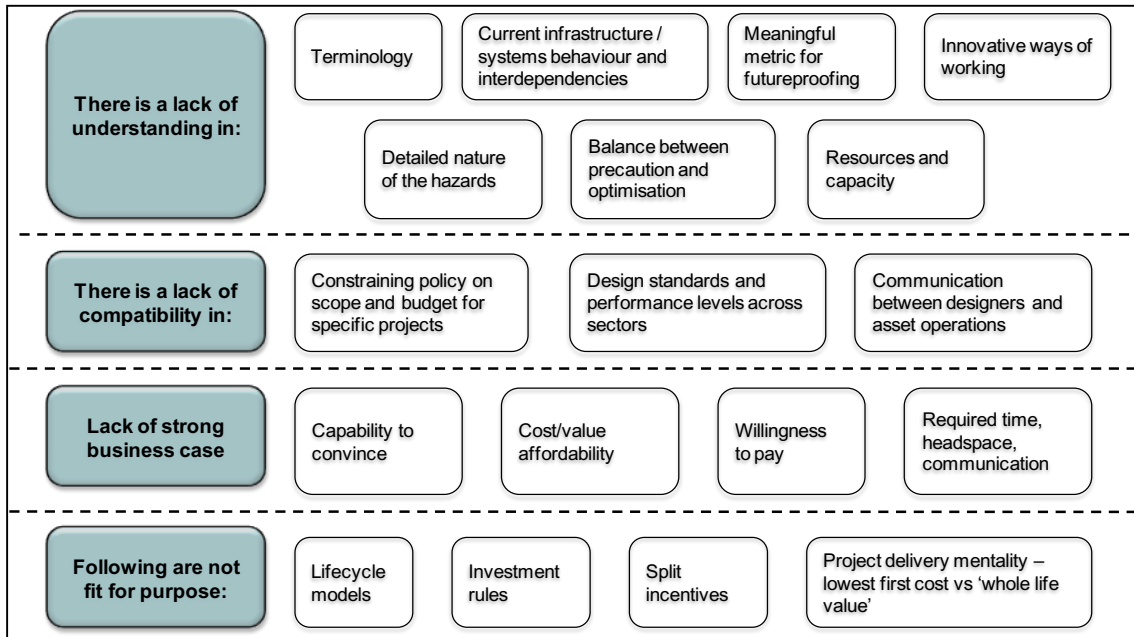 There is a lack of
understanding in:
Terminology
Current infrastructure /
systems behaviour and
interdependencies
Meaningful
metric for
futureproofing
Innovative ways of
working
Detailed nature
of the hazards
Balance between
precaution and
optimisation
Resources and
capacity
There is a lack of
compatibility in:
Constraining policy on
scope and budget for
specific projects
Design standards and
performance levels across
sectors
Communication
between designers and
asset operations
Lack of strong
business case
Capability to
convince
Cost/value
affordability
Willingness
to pay
Required time,
headspace,
communication
Following are not
fit for purpose:
Lifecycle
models
Investment
rules
Split
incentives
Project delivery mentality –
lowest first cost vs ‘whole life
value’